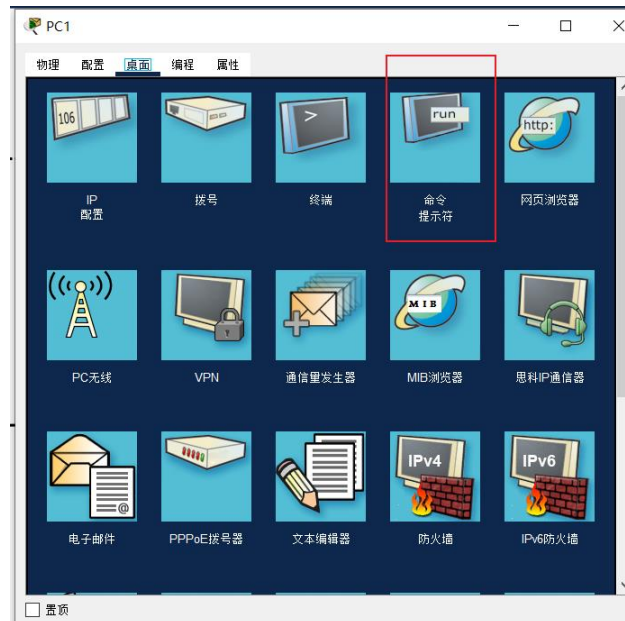 PC1
物理 配置 桌面 编程 属性
106
>
run
http:
IP
配置
拨号
终端
命令
提示符
网页浏览器
MIB
PC无线
VPN
通信量发生器
MIB浏览器
思科IP通信器
@
IPv4
IPv6
电子邮件
PPPoE拨号器
文本编辑器
防火墙
IPv6防火墙
置顶